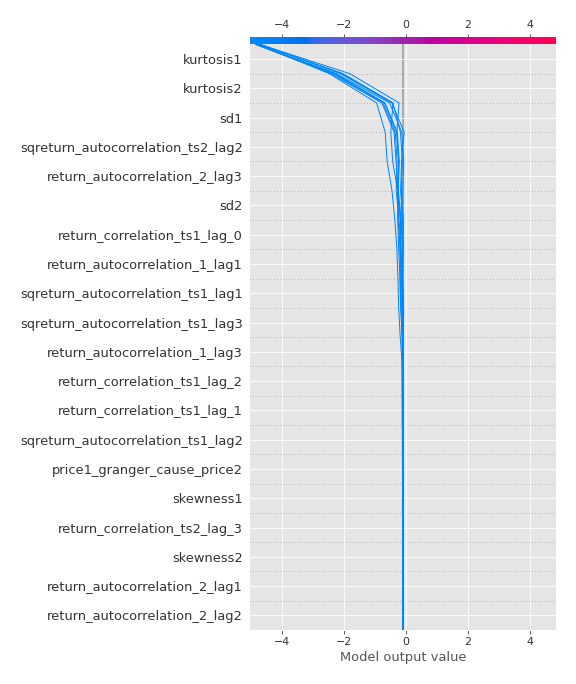 −4 −2 0 2 4
kurtosis1
kurtosis2
sd1
sqreturn_autocorrelation_ts2_lag2
return_autocorrelation_2_lag3
sd2
return_correlation_ts1_lag_0
return_autocorrelation_1_lag1
sqreturn_autocorrelation_ts1_lag1
sqreturn_autocorrelation_ts1_lag3
return_autocorrelation_1_lag3
return_correlation_ts1_lag_2
return_correlation_ts1_lag_1
sqreturn_autocorrelation_ts1_lag2
price1_granger_cause_price2
skewness1
return_correlation_ts2_lag_3
skewness2
return_autocorrelation_2_lag1
return_autocorrelation_2_lag2
−4 −2 0 2 4
Model output value